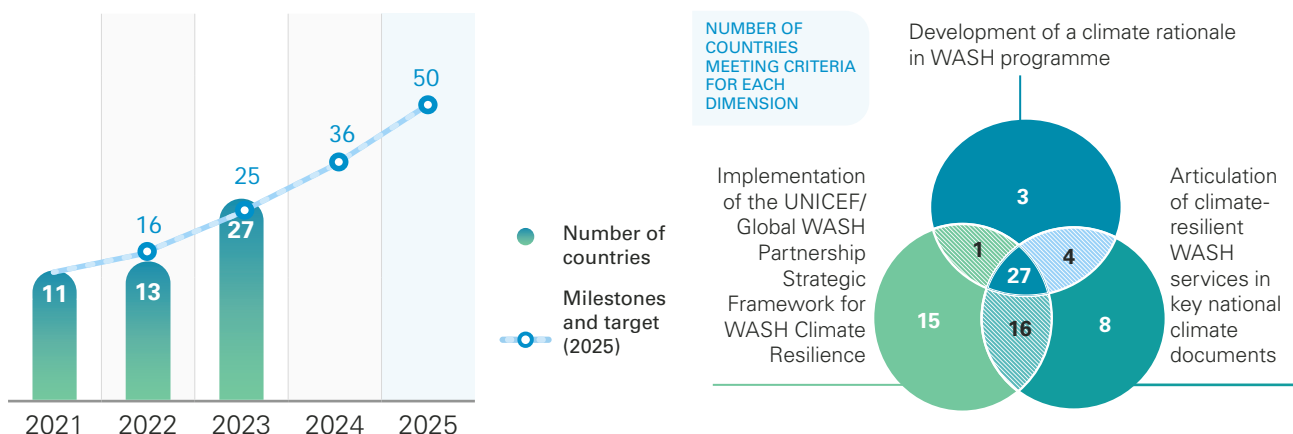 50
36
25
16
27
13
11
2021 2022 2023 2024 2025
Number of
countries
Milestones
and target
(2025)
NUMBER OF
COUNTRIES
MEETING CRITERIA
FOR EACH
DIMENSION
Development of a climate rationale
in WASH programme
Implementation
of the UNICEF/
Global WASH
Partnership
Strategic
Framework for
WASH Climate
Resilience
3
1
4
27
15
16
8
Articulation
of climate-
resilient
WASH
services in
key national
climate
documents